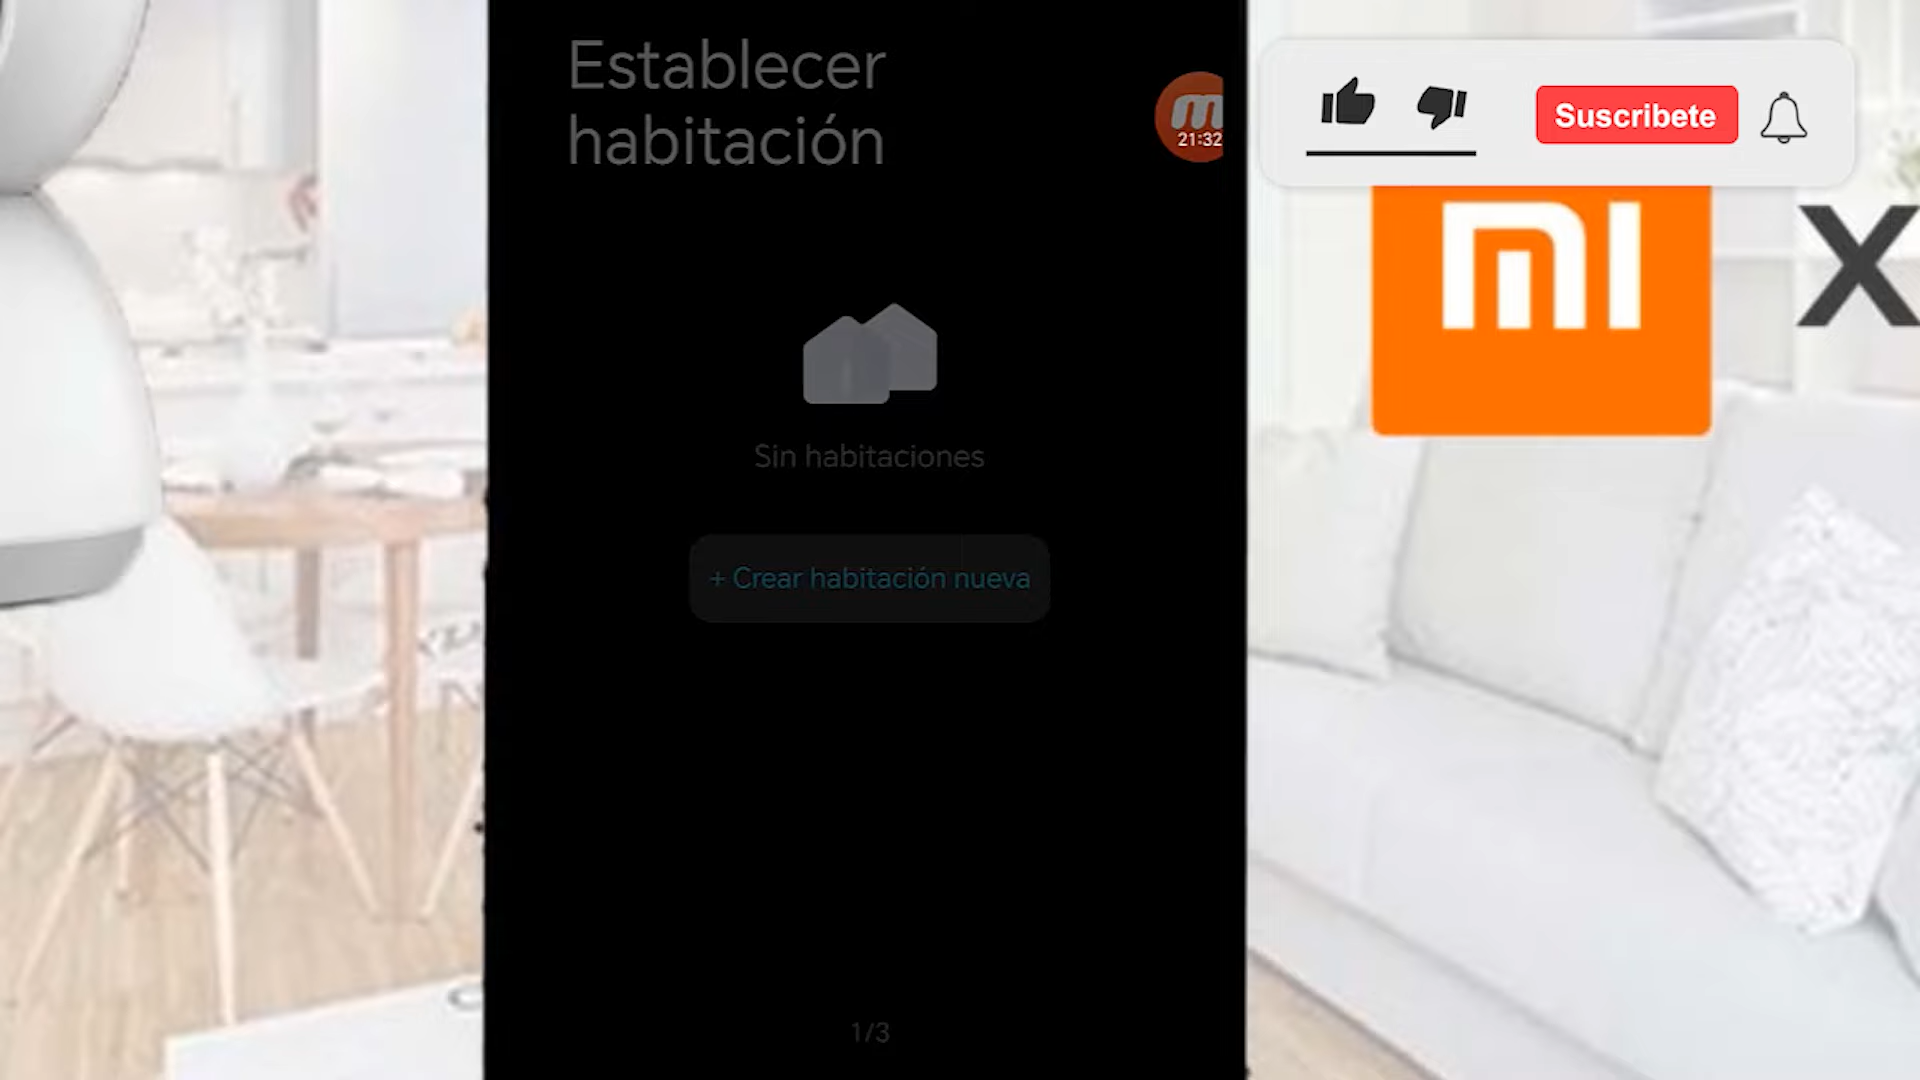 Establecer
habitación
m
21:32
Suscribete
mi
X
Sin habitaciones
+ Crear habitación nueva
1/3